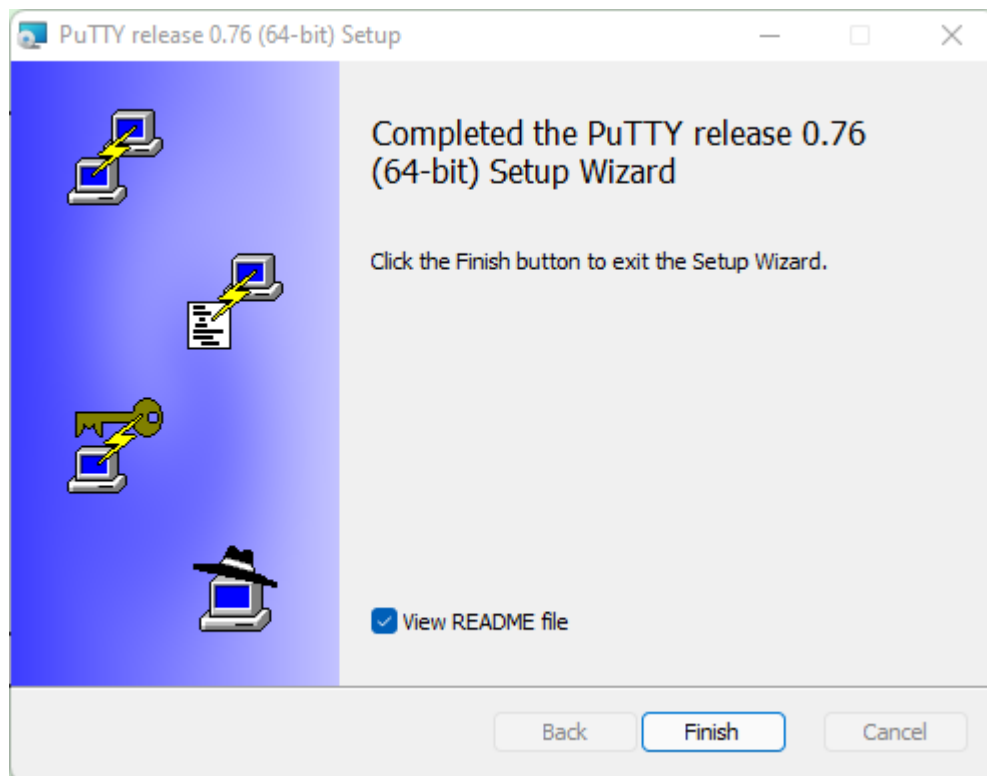 PuTTY release 0.76 (64-bit) Setup
Completed the PuTTY release 0.76
(64-bit) Setup Wizard
Click the Finish button to exit the Setup Wizard.
View README file
Back
Finish
Cancel